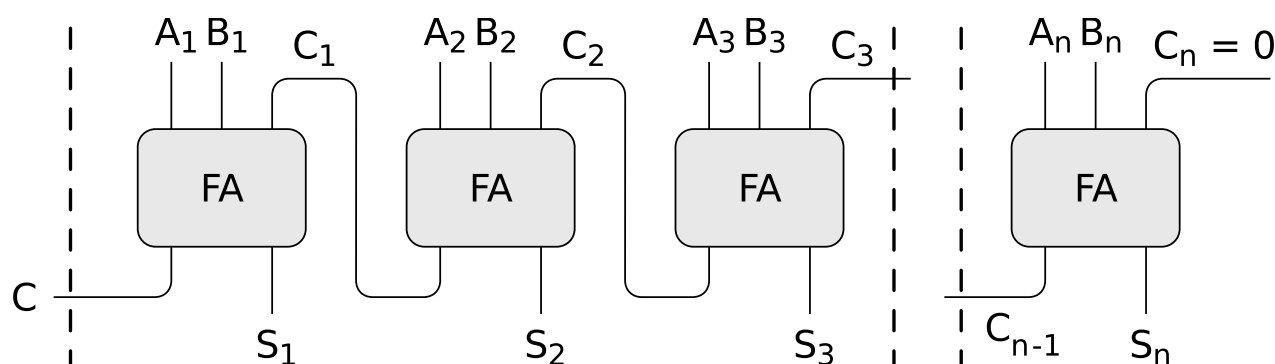 A1 B1 C1 A2 B2 C2 A3 B3 C3 An Bn Cn = 0
FA FA FA FA
C Cn-1
S1 S2 S3 Sn